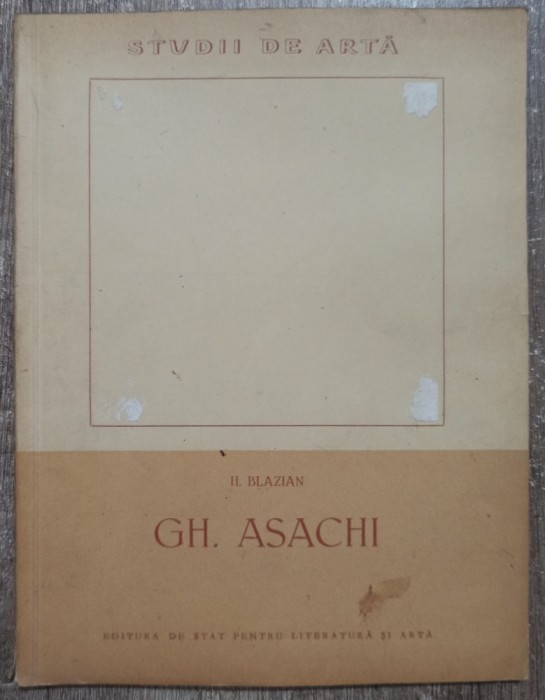 STUDII DE ARTĂ
H. BLAZIAN
GH. ASACHI
EDITURA DE STAT PENTRU LITERATURĂ ȘI ARTĂ